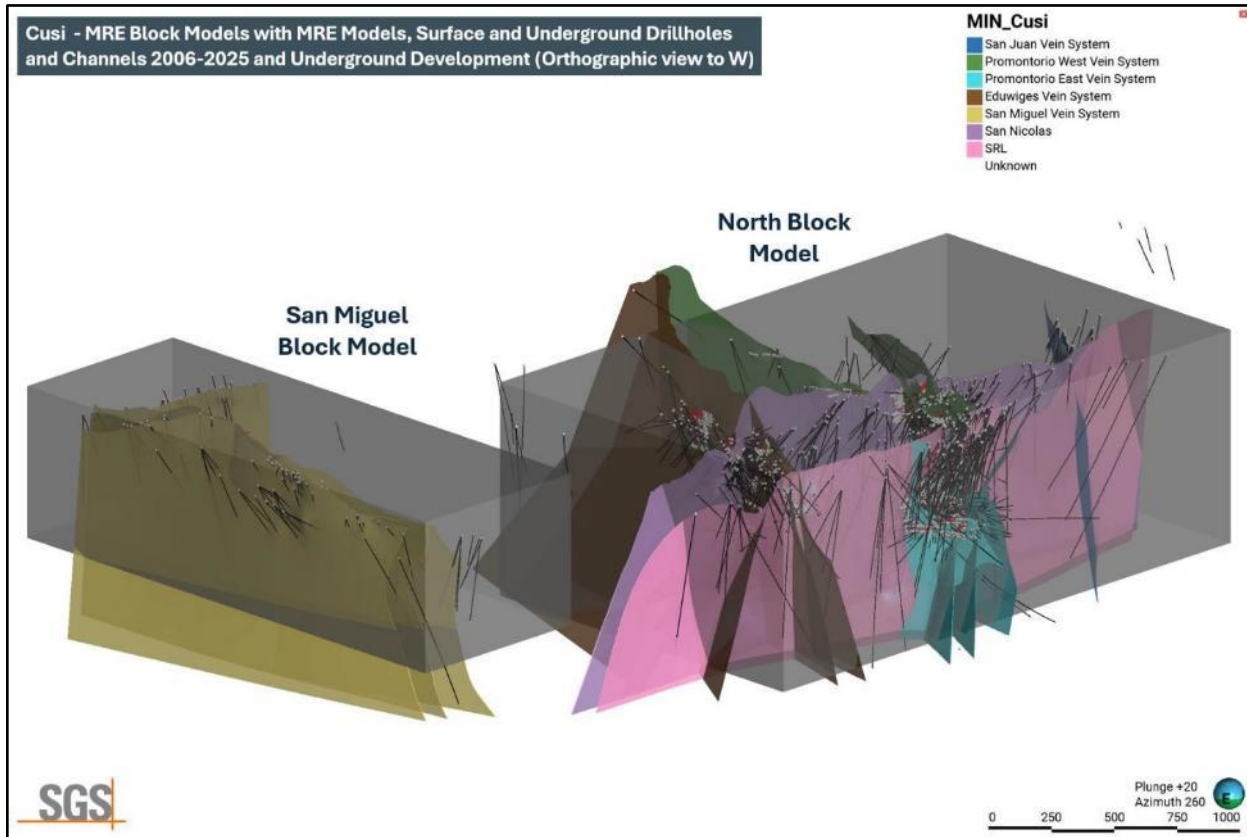 Cusi - MRE Block Models with MRE Models, Surface and Underground Drillholes
and Channels 2006-2025 and Underground Development (Orthographic view to W)
MIN_Cusi
San Juan Vein System
Promontorio West Vein System
Promontorio East Vein System
Eduwiges Vein System
San Miguel Vein System
San Nicolas
SRL
Unknown
North Block
Model
San Miguel
Block Model
SGS
Plunge +20
Azimuth 260
E
0 250 500 750 1000